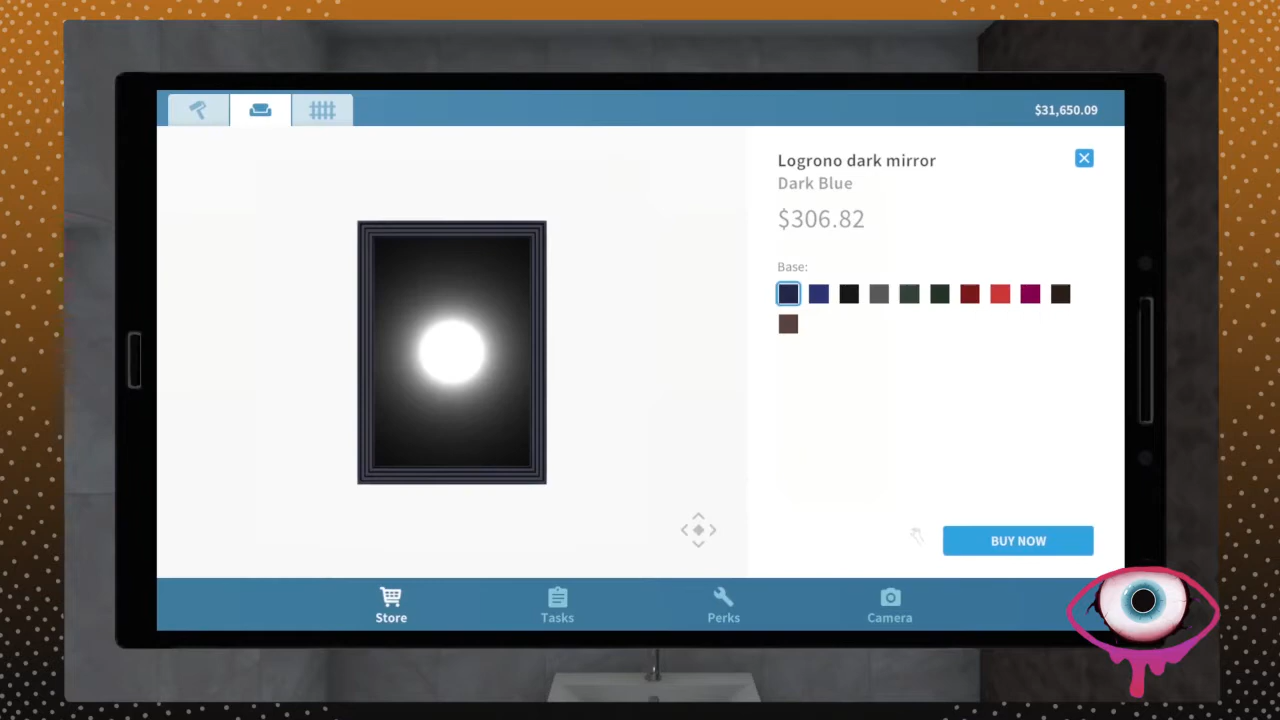 $31,650.09
Logrono dark mirror
Dark Blue
$306.82
Base:
BUY NOW
Store
Tasks
Perks
Camera